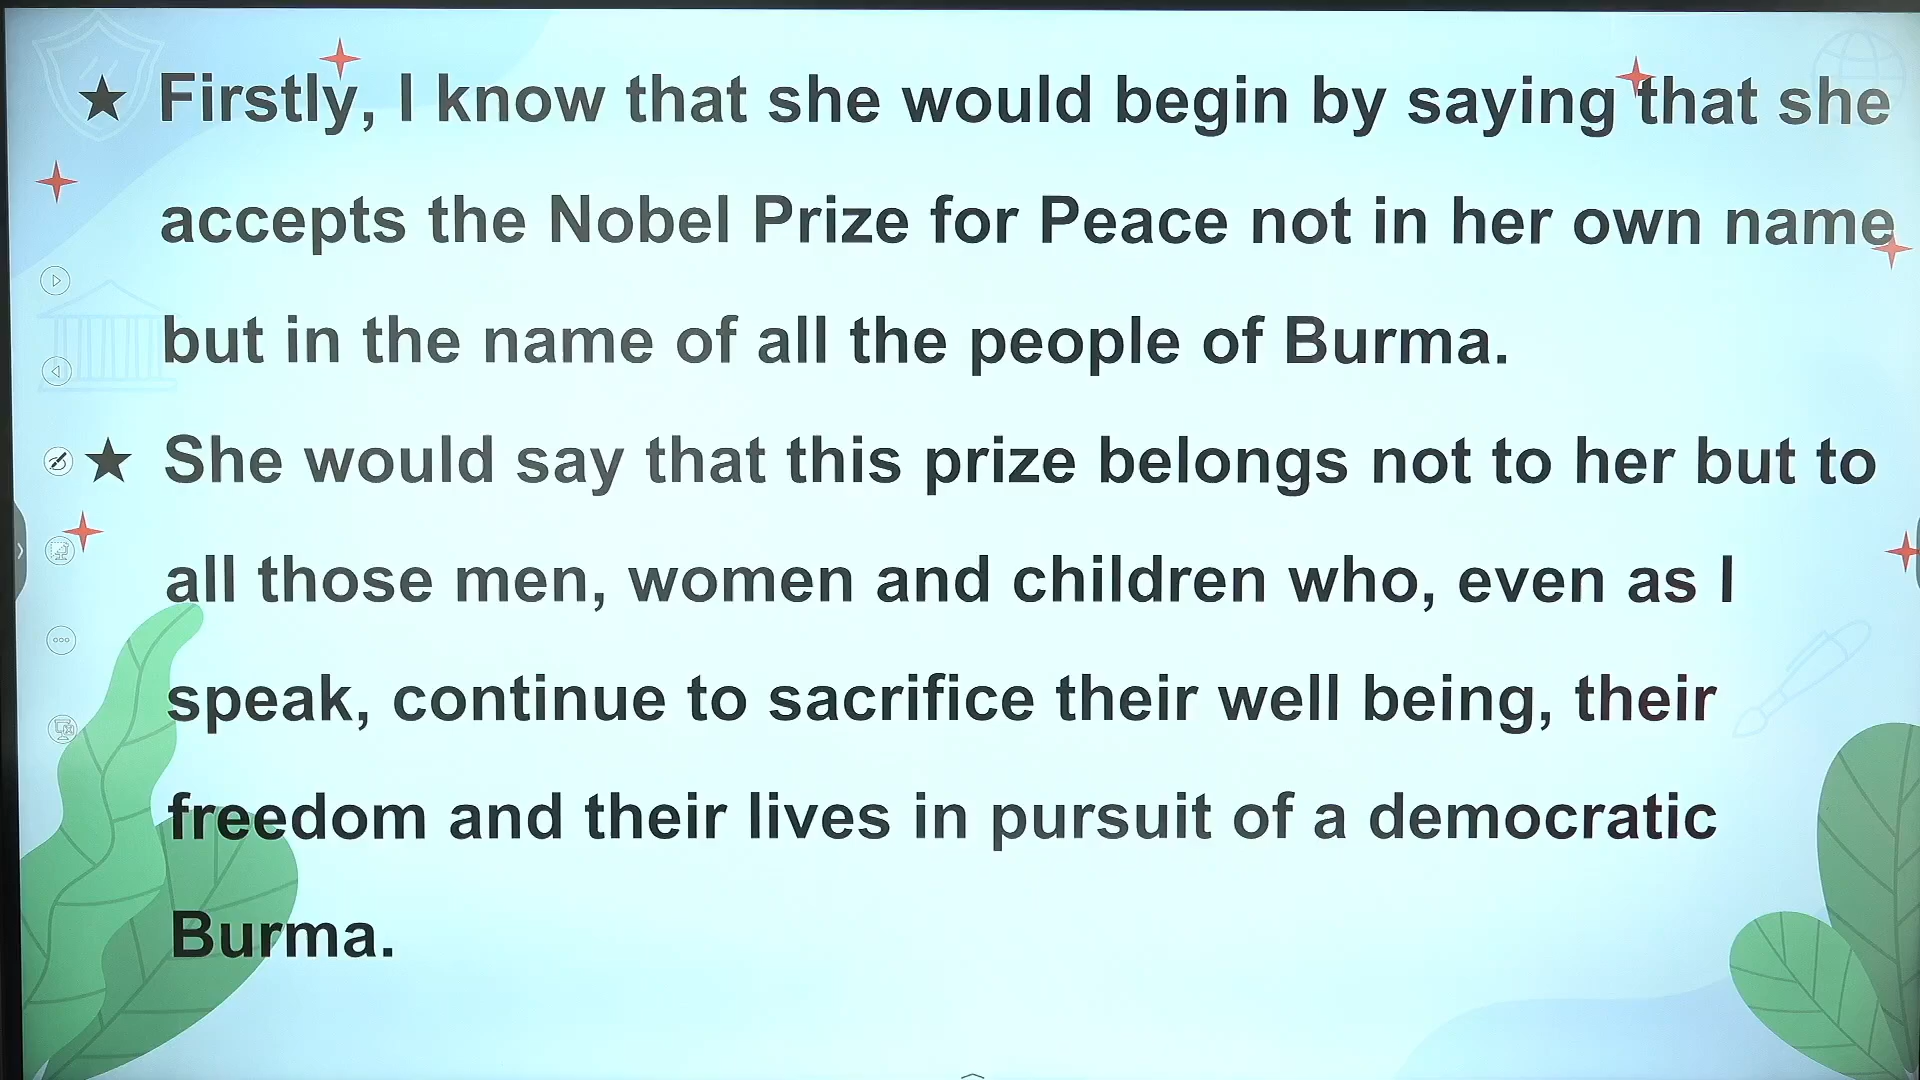 ★ Firstly, I know that she would begin by saying that she
accepts the Nobel Prize for Peace not in her own name
but in the name of all the people of Burma.
★ She would say that this prize belongs not to her but to
all those men, women and children who, even as I
speak, continue to sacrifice their well being, their
freedom and their lives in pursuit of a democratic
Burma.